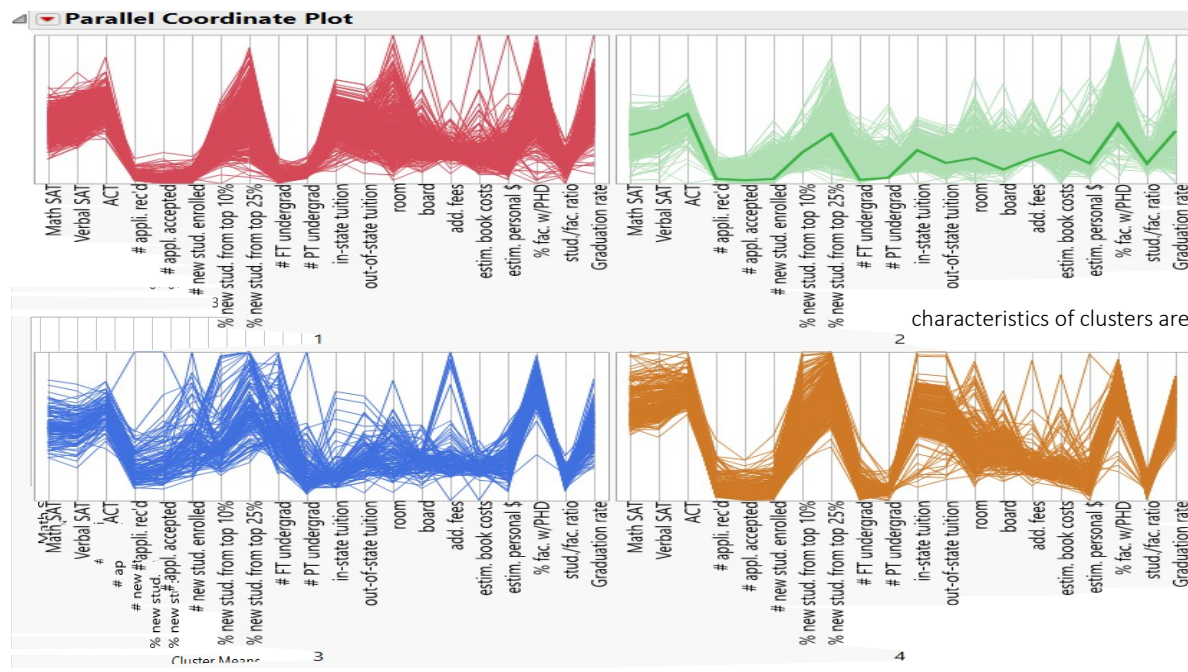 Parallel Coordinate Plot
Math SAT
Verbal SAT
ACT
# appli. rec'd
# appl. accepted
# new stud. enrolled
% new stud. from top 10%
% new stud. from top 25%
# FT undergrad
# PT undergrad
in-state tuition
out-of-state tuition
room
board
add. fees
estim. book costs
estim. personal $
% fac. w/PHD
stud./fac. ratio
Graduation rate
Math SAT
Verbal SAT
ACT
# appli. rec'd
# appl. accepted
# new stud. enrolled
% new stud. from top 10%
% new stud. from top 25%
# FT undergrad
# PT undergrad
in-state tuition
out-of-state tuition
room
board
add. fees
estim. book costs
estim. personal $
% fac. w/PHD
stud./fac. ratio
Graduation rate
3
characteristics of clusters are
1
2
Math SAT
Verbal SAT
ACT
# appli. rec'd
# appl. accepted
# new stud. enrolled
% new stud. from top 10%
% new stud. from top 25%
# FT undergrad
# PT undergrad
in-state tuition
out-of-state tuition
room
board
add. fees
estim. book costs
estim. personal $
% fac. w/PHD
stud./fac. ratio
Graduation rate
Math SAT
Verbal SAT
ACT
# appli. rec'd
# appl. accepted
# new stud. enrolled
% new stud. from top 10%
% new stud. from top 25%
# FT undergrad
# PT undergrad
in-state tuition
out-of-state tuition
room
board
add. fees
estim. book costs
estim. personal $
% fac. w/PHD
stud./fac. ratio
Graduation rate
# ap
# new
% new stud.
% new st
Cluster Means
3
4